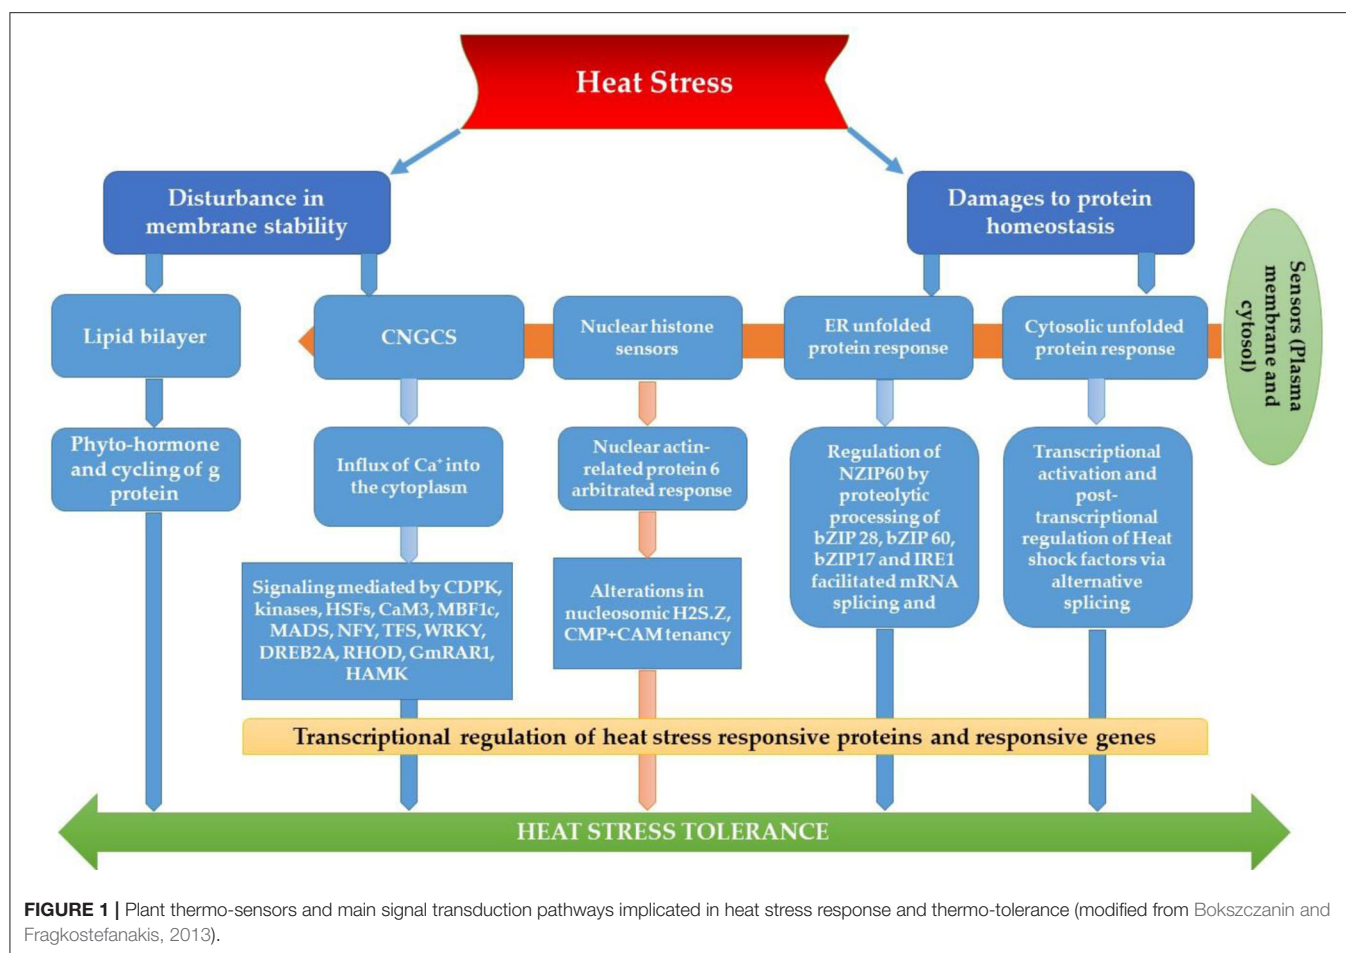 Heat Stress
Disturbance in
membrane stability
Damages to protein
homeostasis
Sensors (Plasma
membrane and
cytosol)
Lipid bilayer
CNGCS
Nuclear histone
sensors
ER unfolded
protein response
Cytosolic unfolded
protein response
Phyto-hormone
and cycling of g
protein
Influx of Ca⁺ into
the cytoplasm
Nuclear actin-
related protein 6
arbitrated response
Regulation of
NZIP60 by
proteolytic
processing of
bZIP 28, bZIP 60,
bZIP17 and IRE1
facilitated mRNA
splicing and
Transcriptional
activation and
post-
transcriptional
regulation of Heat
shock factors via
alternative
splicing
Signaling mediated by CDPK,
kinases, HSFs, CaM3, MBF1c,
MADS, NFY, TFS, WRKY,
DREB2A, RHOD, GmRAR1,
HAMK
Alterations in
nucleosomic H2S.Z,
CMP+CAM tenancy
Transcriptional regulation of heat stress responsive proteins and responsive genes
HEAT STRESS TOLERANCE
FIGURE 1 | Plant thermo-sensors and main signal transduction pathways implicated in heat stress response and thermo-tolerance (modified from Bokszczanin and
Fragkostefanakis, 2013).